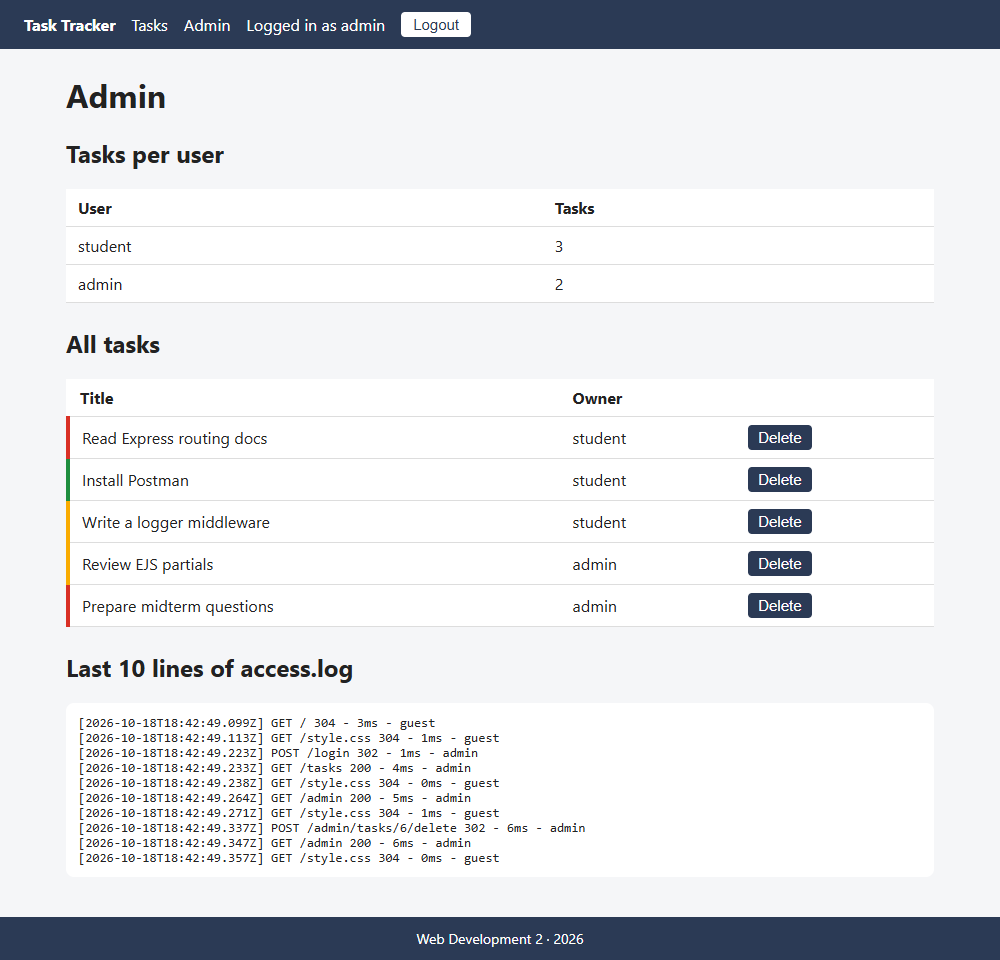 Task Tracker Tasks Admin Logged in as admin Logout
Admin
Tasks per user
User Tasks
student 3
admin 2
All tasks
Title Owner
Read Express routing docs student Delete
Install Postman student Delete
Write a logger middleware student Delete
Review EJS partials admin Delete
Prepare midterm questions admin Delete
Last 10 lines of access.log
[2026-10-18T18:42:49.099Z] GET / 304 - 3ms - guest
[2026-10-18T18:42:49.113Z] GET /style.css 304 - 1ms - guest
[2026-10-18T18:42:49.223Z] POST /login 302 - 1ms - admin
[2026-10-18T18:42:49.233Z] GET /tasks 200 - 4ms - admin
[2026-10-18T18:42:49.238Z] GET /style.css 304 - 0ms - guest
[2026-10-18T18:42:49.264Z] GET /admin 200 - 5ms - admin
[2026-10-18T18:42:49.271Z] GET /style.css 304 - 1ms - guest
[2026-10-18T18:42:49.337Z] POST /admin/tasks/6/delete 302 - 6ms - admin
[2026-10-18T18:42:49.347Z] GET /admin 200 - 6ms - admin
[2026-10-18T18:42:49.357Z] GET /style.css 304 - 0ms - guest
Web Development 2 · 2026